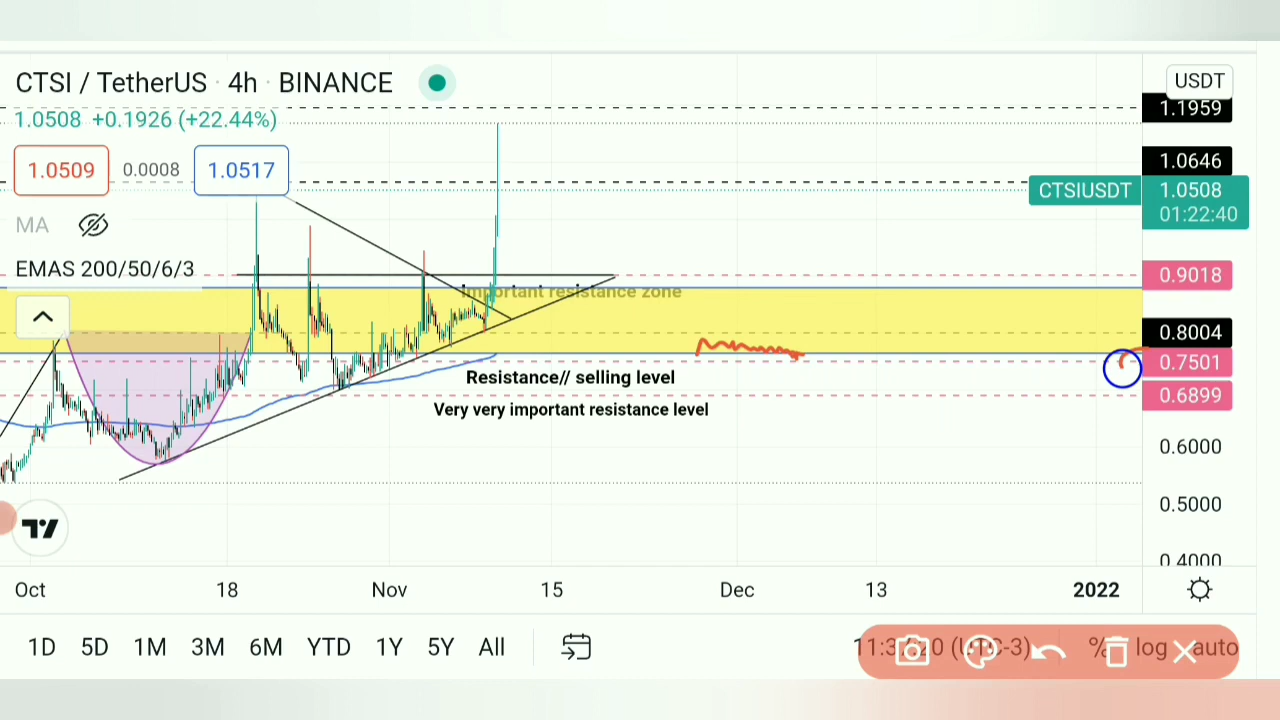 CTSI / TetherUS · 4h · BINANCE
USDT
1.1959
1.0508 +0.1926 (+22.44%)
1.0509 0.0008 1.0517
1.0646
CTSIUSDT 1.0508
01:22:40
MA
EMAS 200/50/6/3
0.9018
Important resistance zone
0.8004
0.7501
Resistance// selling level
0.6899
Very very important resistance level
0.6000
0.5000
0.4000
Oct 18 Nov 15 Dec 13 2022
1D 5D 1M 3M 6M YTD 1Y 5Y All (UTC-3) % log auto